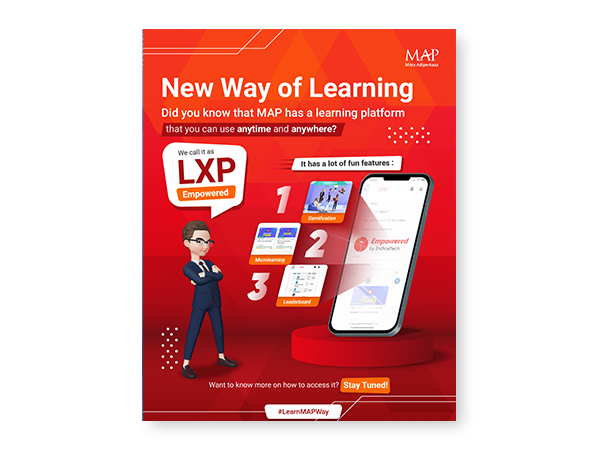 MAP
Mitra Adiperkasa
New Way of Learning
Did you know that MAP has a learning platform
that you can use anytime and anywhere?
We call it as
LXP
Empowered
It has a lot of fun features :
1
Gamification
2
Microlearning
3
Leaderboard
Empowered
Want to know more on how to access it? Stay Tuned!
#LearnMAPWay